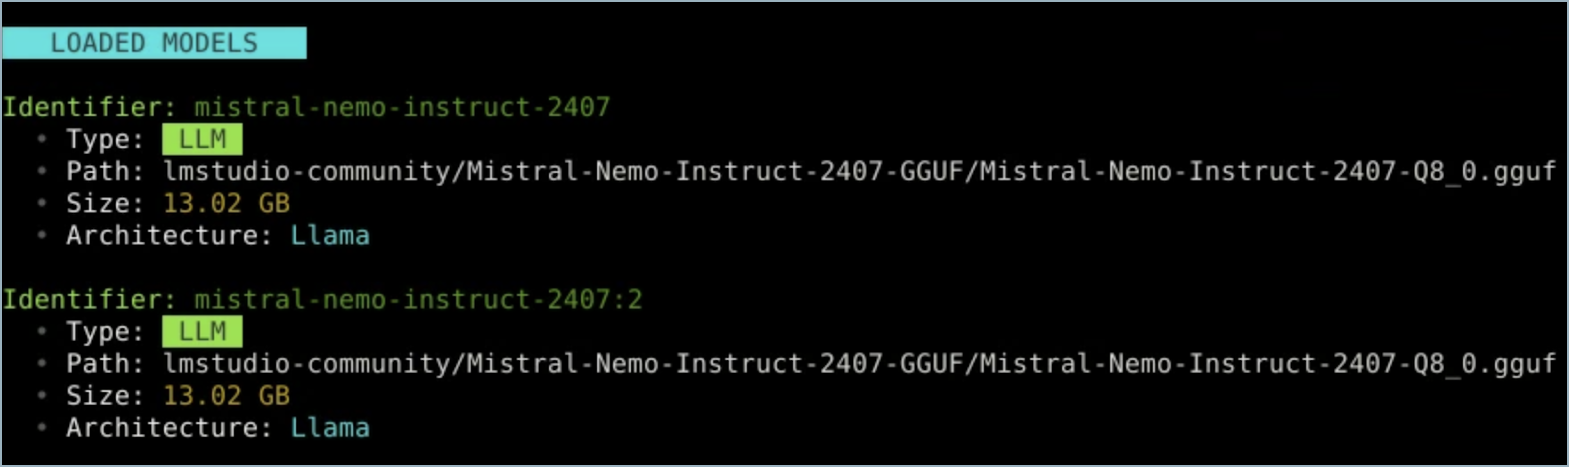 LOADED MODELS
Identifier: mistral-nemo-instruct-2407
• Type: LLM
• Path: lmstudio-community/Mistral-Nemo-Instruct-2407-GGUF/Mistral-Nemo-Instruct-2407-Q8_0.gguf
• Size: 13.02 GB
• Architecture: Llama
Identifier: mistral-nemo-instruct-2407:2
• Type: LLM
• Path: lmstudio-community/Mistral-Nemo-Instruct-2407-GGUF/Mistral-Nemo-Instruct-2407-Q8_0.gguf
• Size: 13.02 GB
• Architecture: Llama